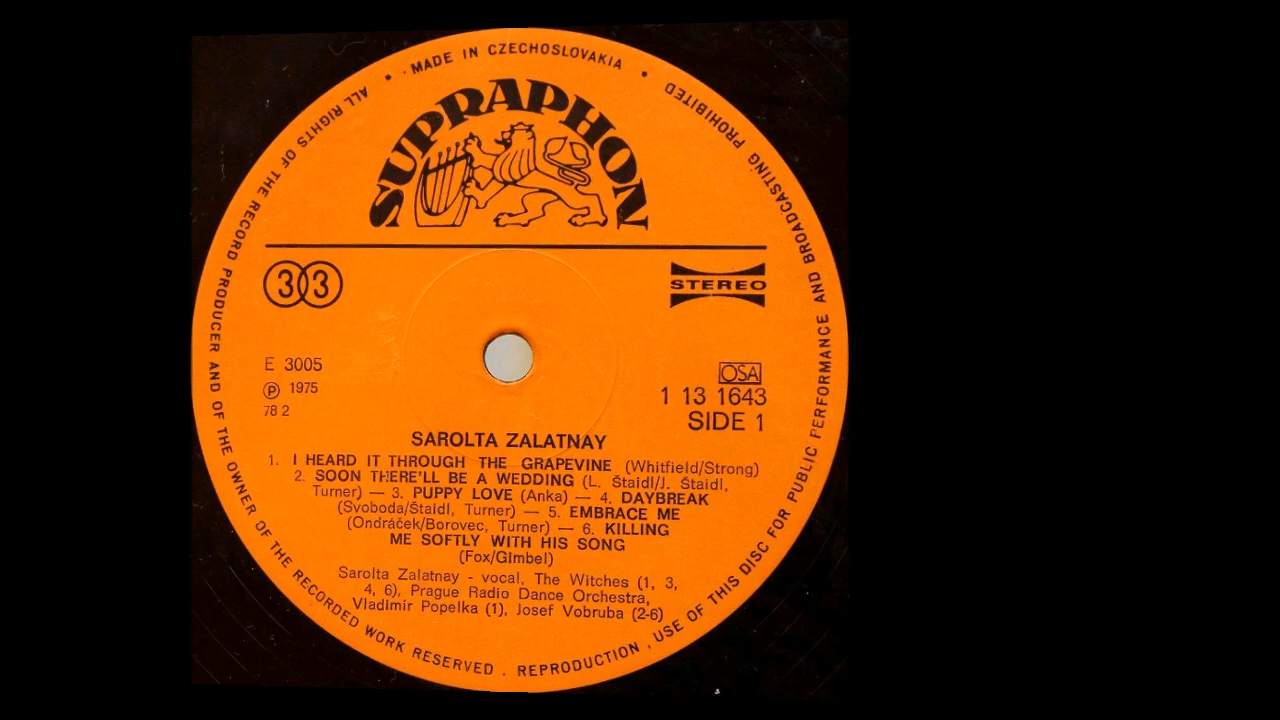 • MADE IN CZECHOSLOVAKIA •
SUPRAPHON
33
STEREO
E 3005
℗ 1975
78 2
OSA
1 13 1643
SIDE 1
SAROLTA ZALATNAY
1. I HEARD IT THROUGH THE GRAPEVINE (Whitfield/Strong)
2. SOON THERE'LL BE A WEDDING (L. Štaidl/J. Štaidl,
Turner) — 3. PUPPY LOVE (Anka) — 4. DAYBREAK
(Svoboda/Štaidl, Turner) — 5. EMBRACE ME
(Ondráček/Borovec, Turner) — 6. KILLING
ME SOFTLY WITH HIS SONG
(Fox/Gimbel)
Sarolta Zalatnay - vocal, The Witches (1, 3,
4, 6), Prague Radio Dance Orchestra,
Vladimír Popelka (1), Josef Vobruba (2-6)
ALL RIGHTS OF THE RECORD PRODUCER AND OF THE OWNER OF THE RECORDED WORK RESERVED . REPRODUCTION , USE OF THIS DISC FOR PUBLIC PERFORMANCE AND BROADCASTING PROHIBITED